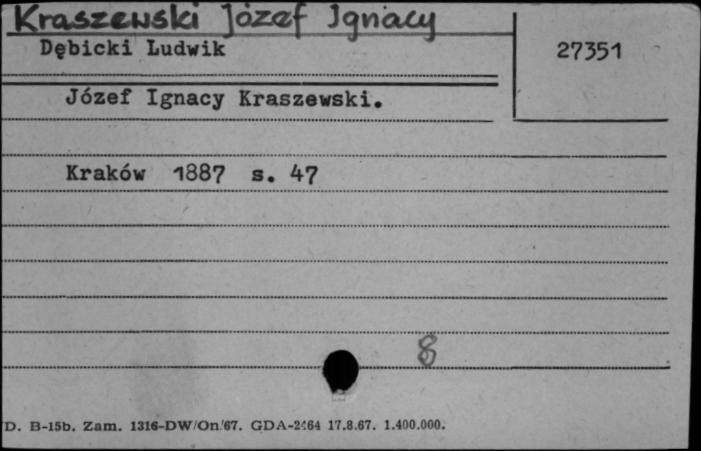 Kraszewski Józef Ignacy
Dębicki Ludwik
27351
Józef Ignacy Kraszewski.
Kraków 1887 s. 47
8
D. B-15b. Zam. 1316-DW/On/67. GDA-2464 17.8.67. 1.400.000.